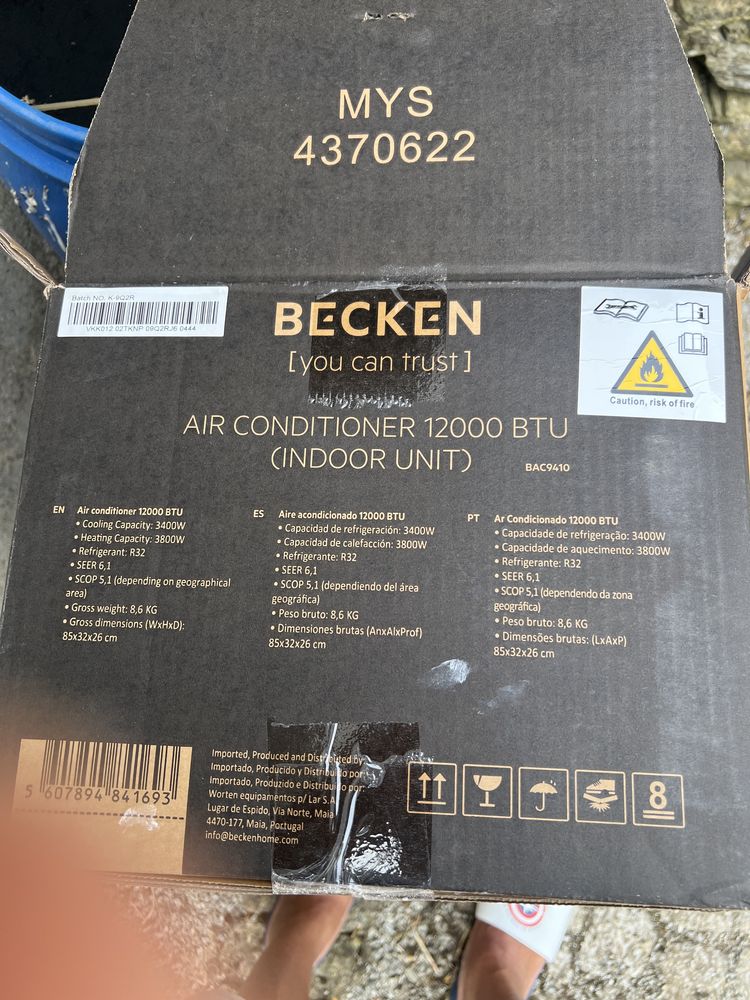 MYS
4370622
Batch NO. K-9Q2R
VKK012 02TKNP 09Q2RJ6 0444
BECKEN
[you can trust]
Caution, risk of fire
AIR CONDITIONER 12000 BTU
(INDOOR UNIT)
BAC9410
EN Air conditioner 12000 BTU
• Cooling Capacity: 3400W
• Heating Capacity: 3800W
• Refrigerant: R32
• SEER 6,1
• SCOP 5,1 (depending on geographical
area)
• Gross weight: 8,6 KG
• Gross dimensions (WxHxD):
85x32x26 cm
ES Aire acondicionado 12000 BTU
• Capacidad de refrigeración: 3400W
• Capacidad de calefacción: 3800W
• Refrigerante: R32
• SEER 6,1
• SCOP 5,1 (dependiendo del área
geográfica)
• Peso bruto: 8,6 KG
• Dimensiones brutas (AnxAlxProf)
85x32x26 cm
PT Ar Condicionado 12000 BTU
• Capacidade de refrigeração: 3400W
• Capacidade de aquecimento: 3800W
• Refrigerante: R32
• SEER 6,1
• SCOP 5,1 (dependendo da zona
geográfica)
• Peso bruto: 8,6 KG
• Dimensões brutas: (LxAxP)
85x32x26 cm
5 607894 841693
Imported, Produced and Distributed by
Importado, Producido y Distribuido por
Importado, Produzido e Distribuido por:
Worten equipamentos p/ Lar S.A
Lugar de Espido, Via Norte, Maia
4470-177, Maia, Portugal
info@beckenhome.com
8